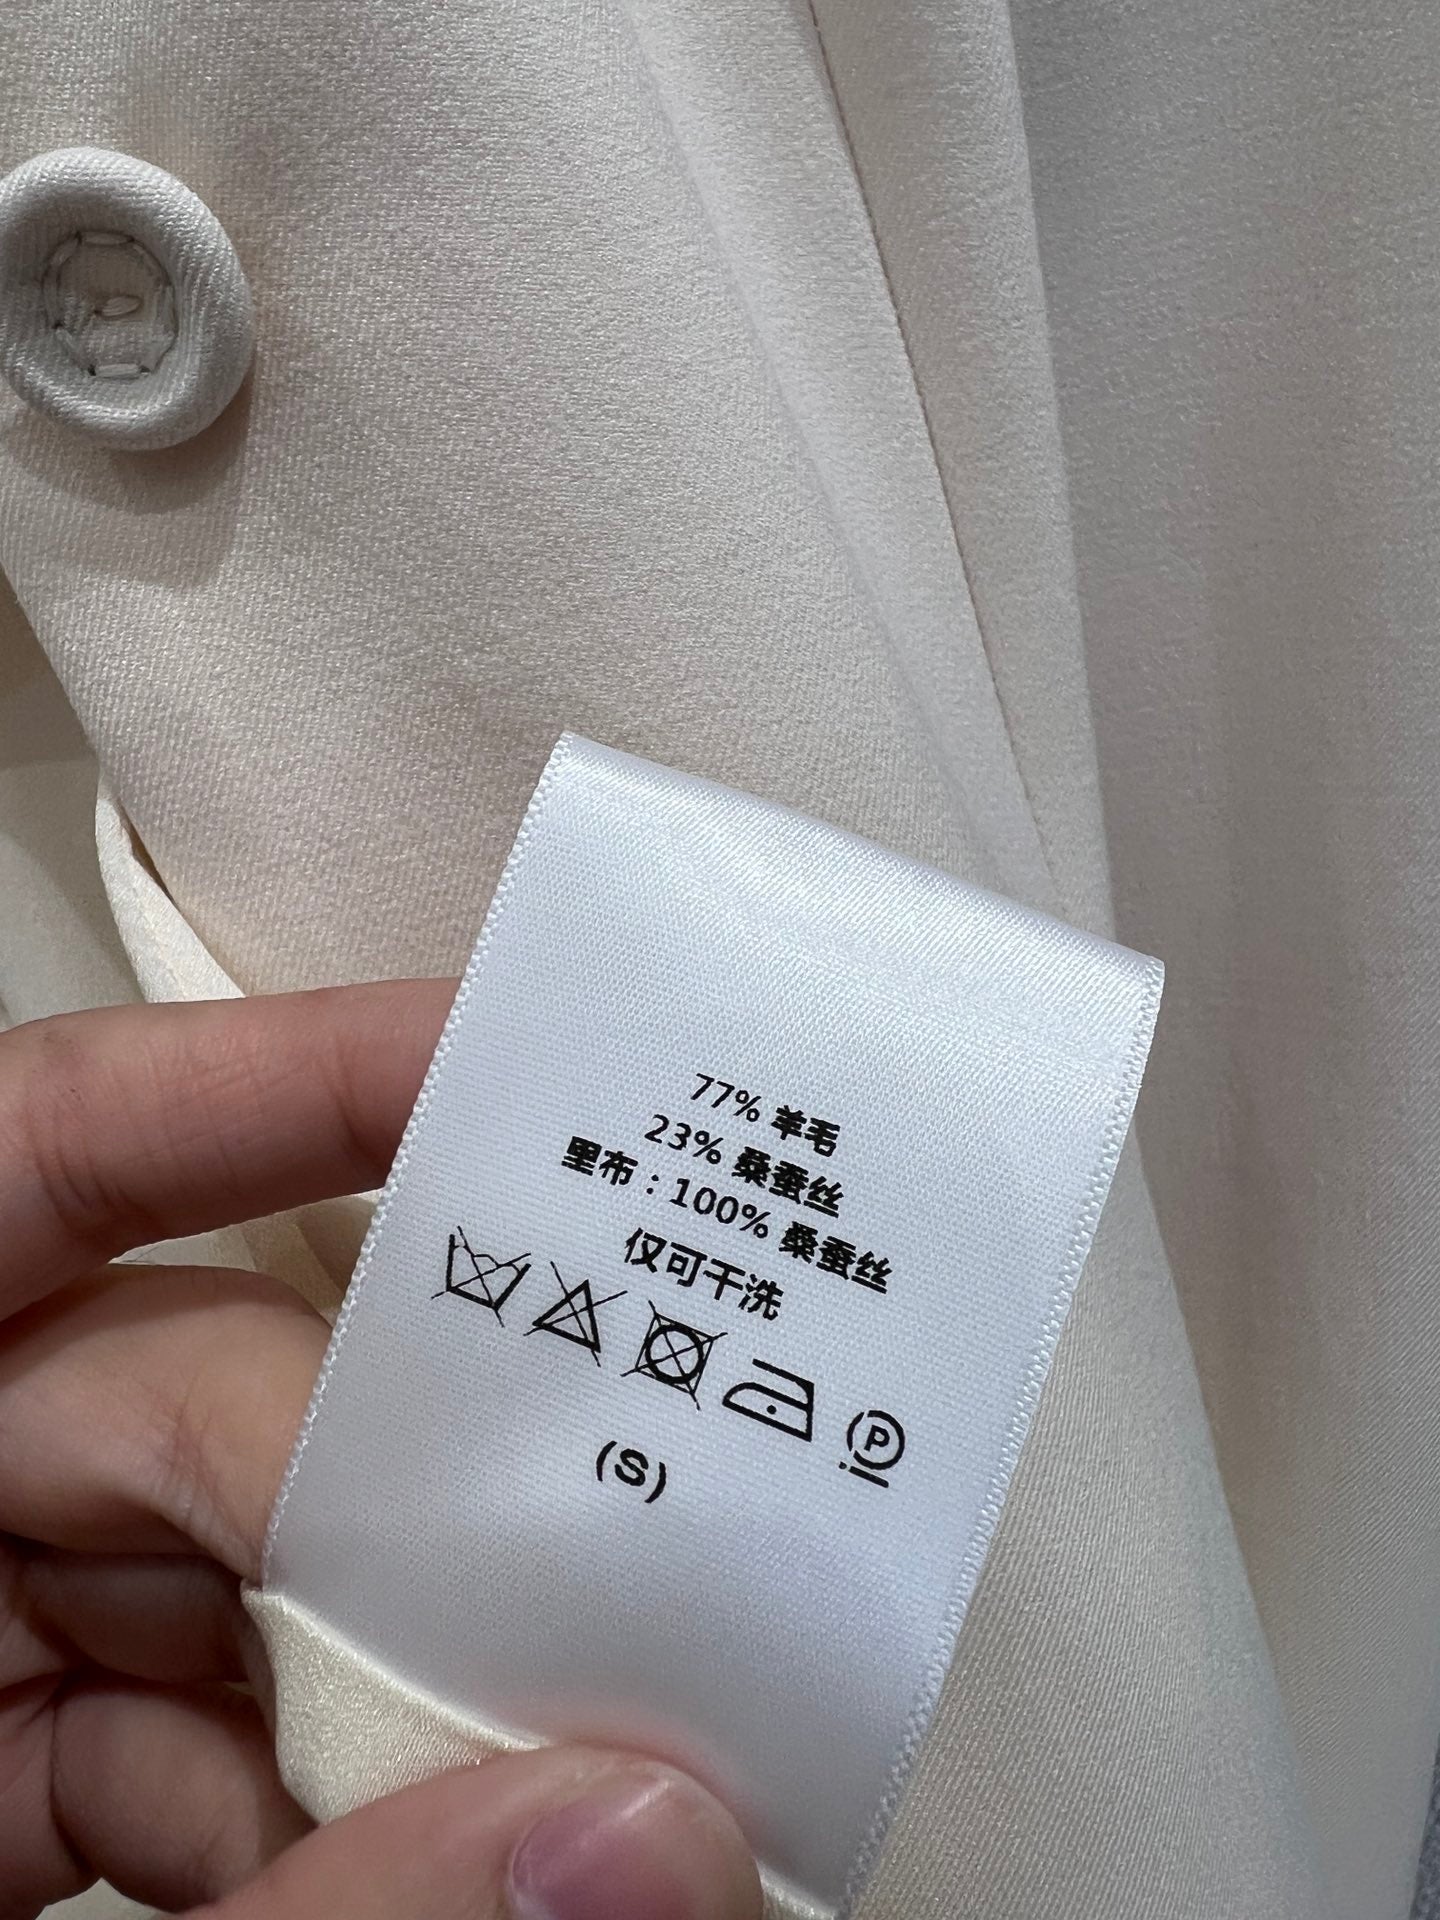 77% 羊毛
23% 桑蚕丝
里布：100% 桑蚕丝
仅可干洗
P
(S)